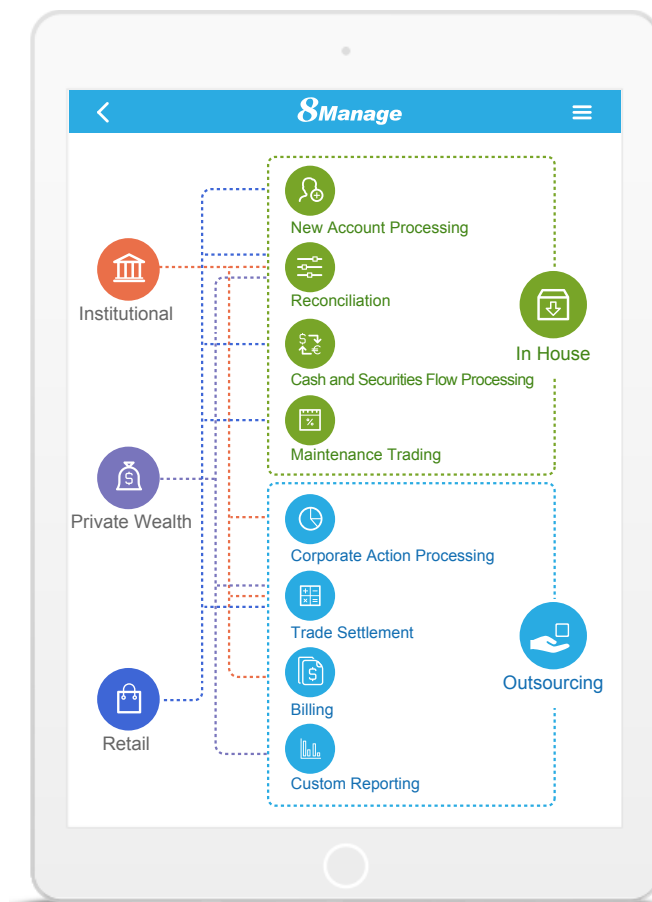 8Manage
New Account Processing
Institutional
Reconciliation
In House
Cash and Securities Flow Processing
Maintenance Trading
Private Wealth
Corporate Action Processing
Trade Settlement
Outsourcing
Billing
Retail
Custom Reporting